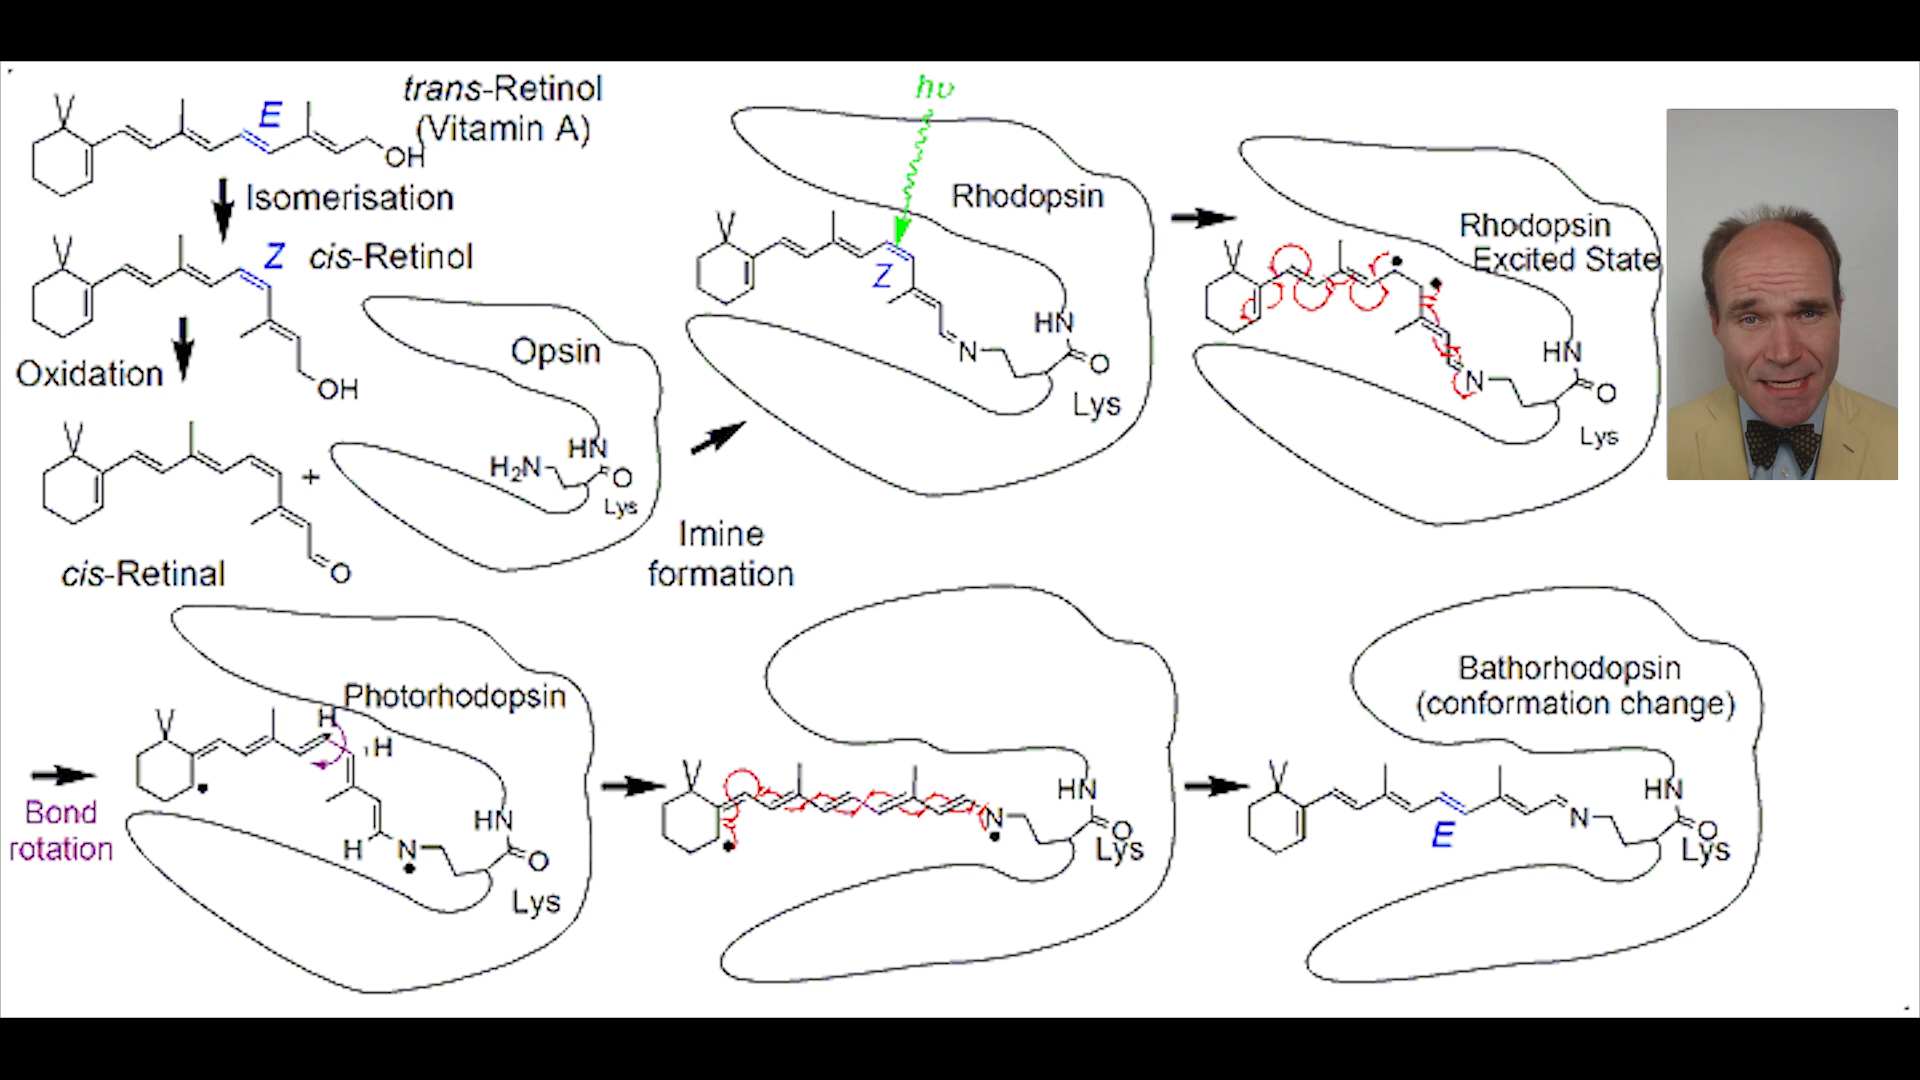 trans-Retinol
(Vitamin A)
E
OH
Isomerisation
Z
cis-Retinol
OH
Oxidation
+
O
cis-Retinal
Opsin
HN
H₂N
O
Lys
Imine
formation
hυ
Rhodopsin
Z
HN
N
O
Lys
Rhodopsin
Excited State
HN
N
O
Lys
Bond
rotation
Photorhodopsin
H
H
HN
H
N
O
Lys
HN
N
O
Lys
Bathorhodopsin
(conformation change)
HN
N
O
E
Lys